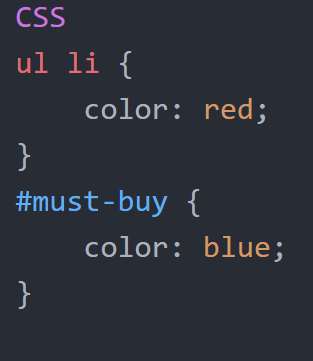 CSS
ul li {
    color: red;
}
#must-buy {
    color: blue;
}